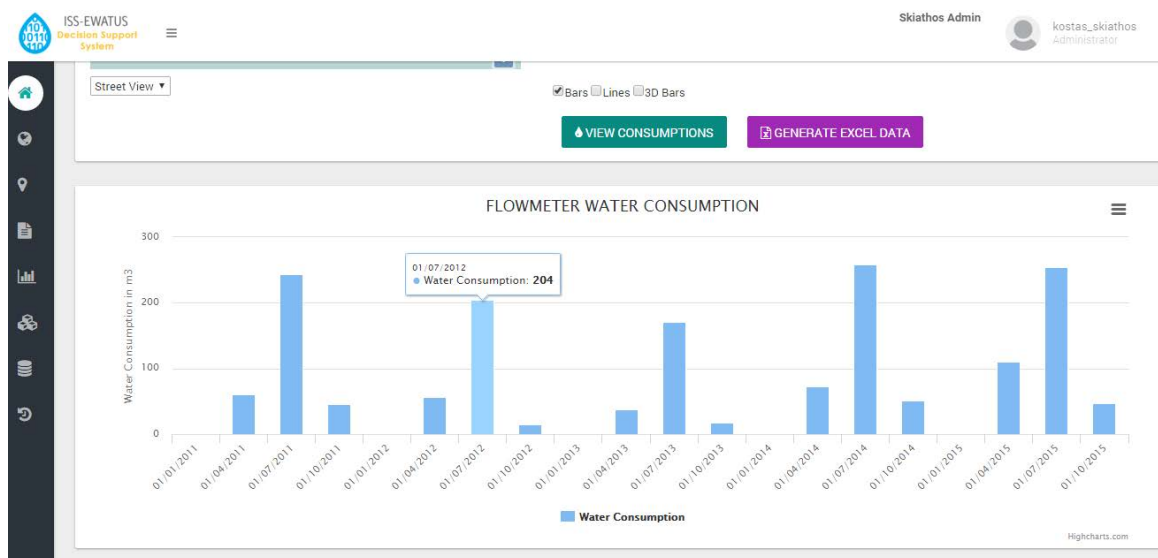 ISS-EWATUS
Decision Support
System
Skiathos Admin
kostas_skiathos
Administrator
Street View
Bars Lines 3D Bars
VIEW CONSUMPTIONS
GENERATE EXCEL DATA
FLOWMETER WATER CONSUMPTION
Water Consumption in m3
300
200
100
0
01/07/2012
Water Consumption: 204
01/01/2011
01/04/2011
01/07/2011
01/10/2011
01/01/2012
01/04/2012
01/07/2012
01/10/2012
01/01/2013
01/04/2013
01/07/2013
01/10/2013
01/01/2014
01/04/2014
01/07/2014
01/10/2014
01/01/2015
01/04/2015
01/07/2015
01/10/2015
Water Consumption
Highcharts.com